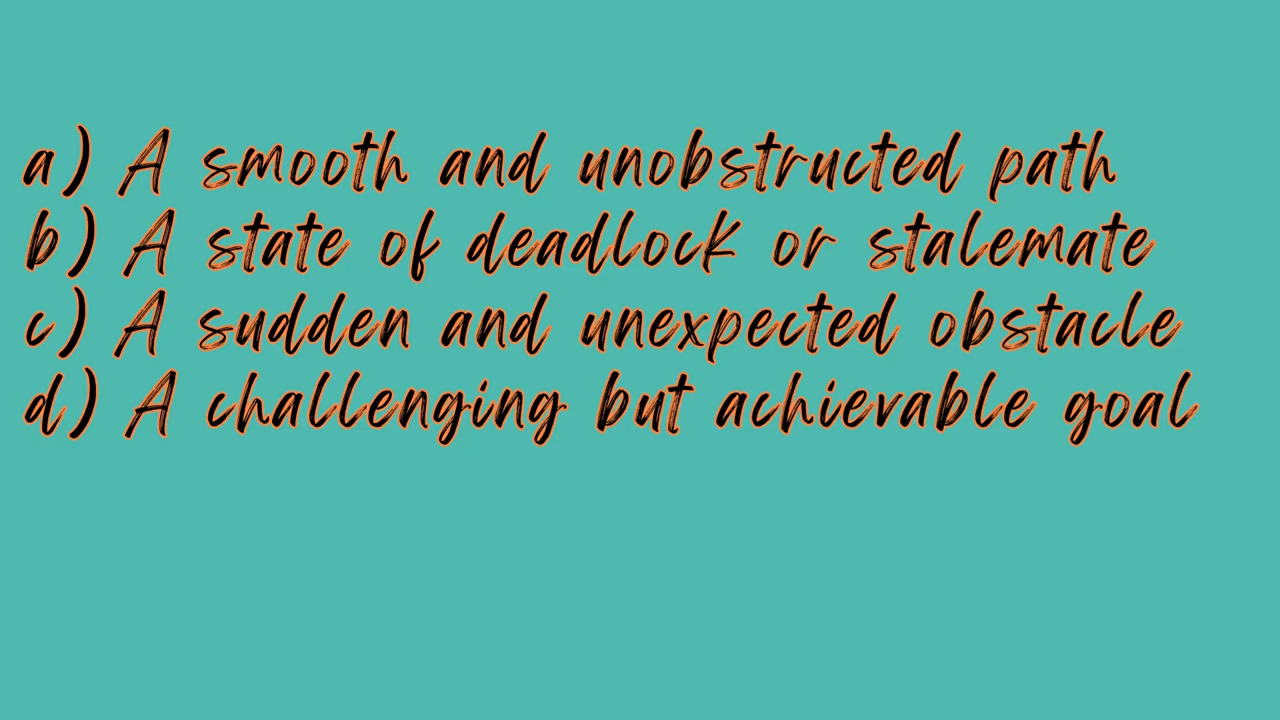 a) A smooth and unobstructed path
b) A state of deadlock or stalemate
c) A sudden and unexpected obstacle
d) A challenging but achievable goal